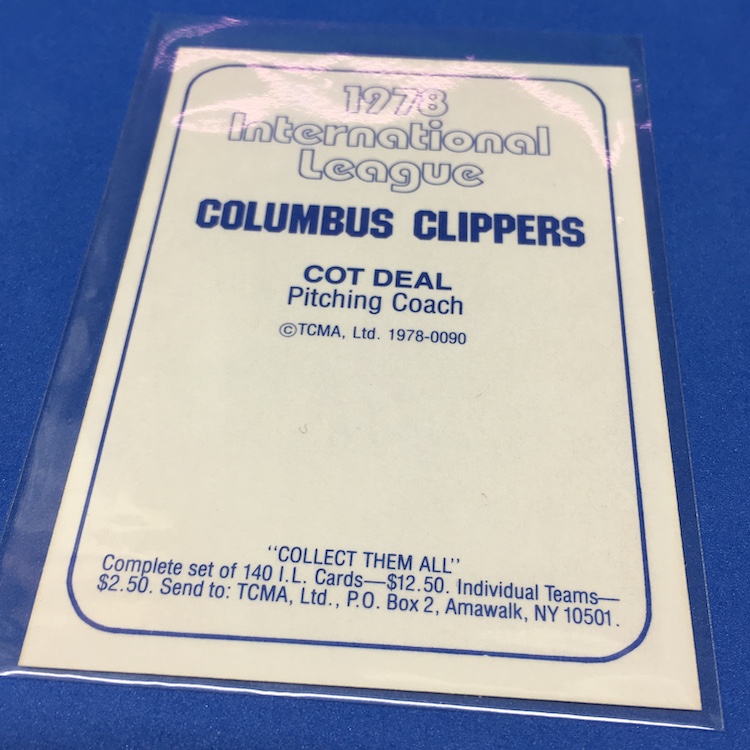 1978
International
League
COLUMBUS CLIPPERS
COT DEAL
Pitching Coach
©TCMA, Ltd. 1978-0090
"COLLECT THEM ALL"
Complete set of 140 I.L. Cards—$12.50. Individual Teams—
$2.50. Send to: TCMA, Ltd., P.O. Box 2, Amawalk, NY 10501.